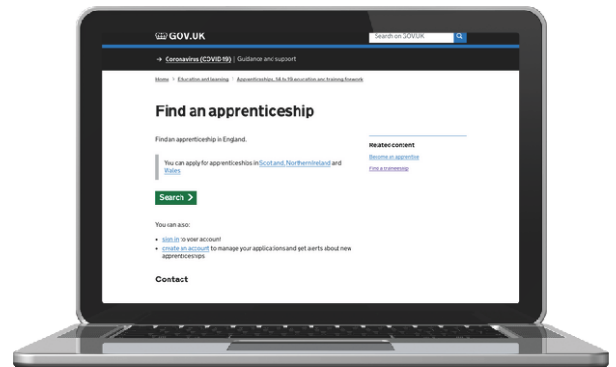 GOV.UK
Search on GOV.UK
→ Coronavirus (COVID 19) | Guidance and support
Home > Education and learning > Apprenticeships, 14 to 19 education and training for work
Find an apprenticeship
Find an apprenticeship in England.
Related content
Become an apprentice
Find a traineeship
You can apply for apprenticeships in Scotland, Northern Ireland and
Wales
Search >
You can also:
• sign in to your account
• create an account to manage your applications and get alerts about new
apprenticeships
Contact